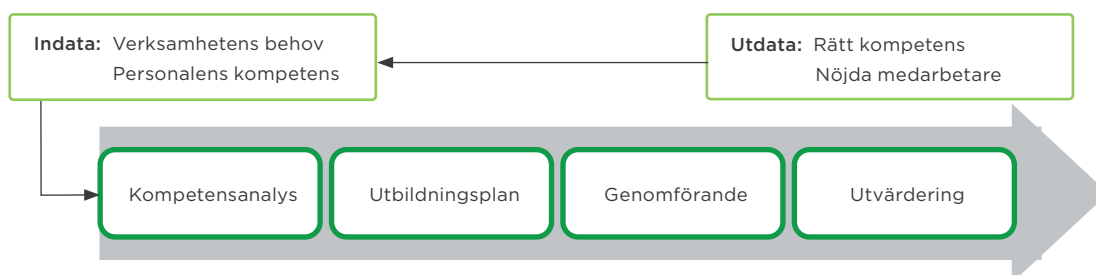 Indata: Verksamhetens behov
Personalens kompetens
Utdata: Rätt kompetens
Nöjda medarbetare
Kompetensanalys
Utbildningsplan
Genomförande
Utvärdering